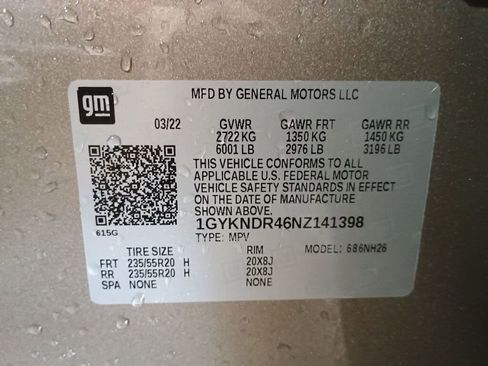 gm
MFD BY GENERAL MOTORS LLC
03/22 GVWR GAWR FRT GAWR RR
2722 KG 1350 KG 1450 KG
6001 LB 2976 LB 3196 LB
THIS VEHICLE CONFORMS TO ALL
APPLICABLE U.S. FEDERAL MOTOR
VEHICLE SAFETY STANDARDS IN EFFECT
ON THE DATE OF MANUFACTURE
SHOWN ABOVE.
615G
1GYKNDR46NZ141398
TYPE: MPV MODEL: 686NH26
TIRE SIZE RIM
FRT 235/55R20 H 20X8J
RR 235/55R20 H 20X8J
SPA NONE NONE